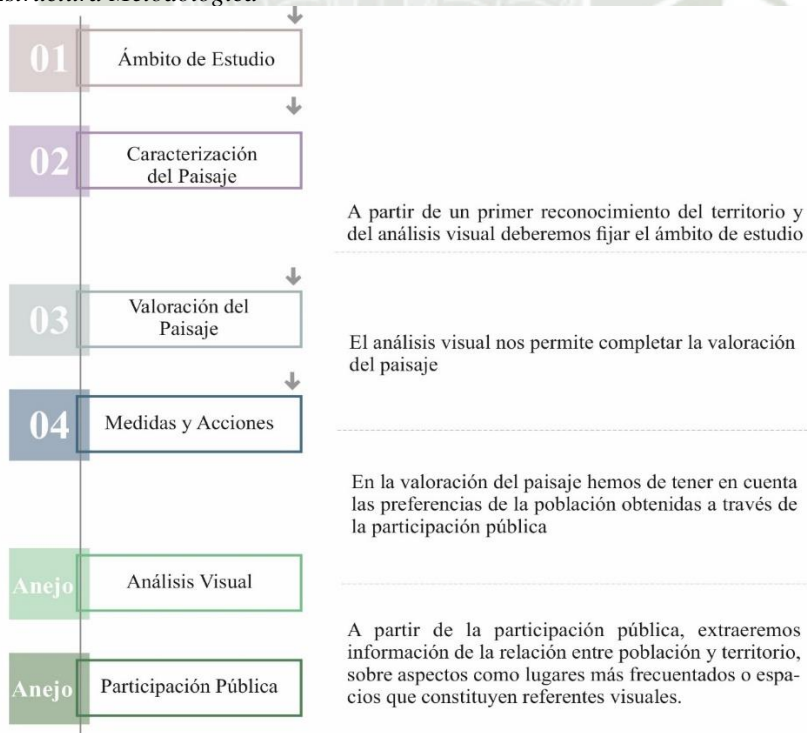 Estructura Metodológica
01
Ámbito de Estudio
02
Caracterización
del Paisaje
A partir de un primer reconocimiento del territorio y
del análisis visual deberemos fijar el ámbito de estudio
03
Valoración del
Paisaje
El análisis visual nos permite completar la valoración
del paisaje
04
Medidas y Acciones
En la valoración del paisaje hemos de tener en cuenta
las preferencias de la población obtenidas a través de
la participación pública
Anejo
Análisis Visual
A partir de la participación pública, extraeremos
información de la relación entre población y territorio,
sobre aspectos como lugares más frecuentados o espa-
cios que constituyen referentes visuales.
Anejo
Participación Pública